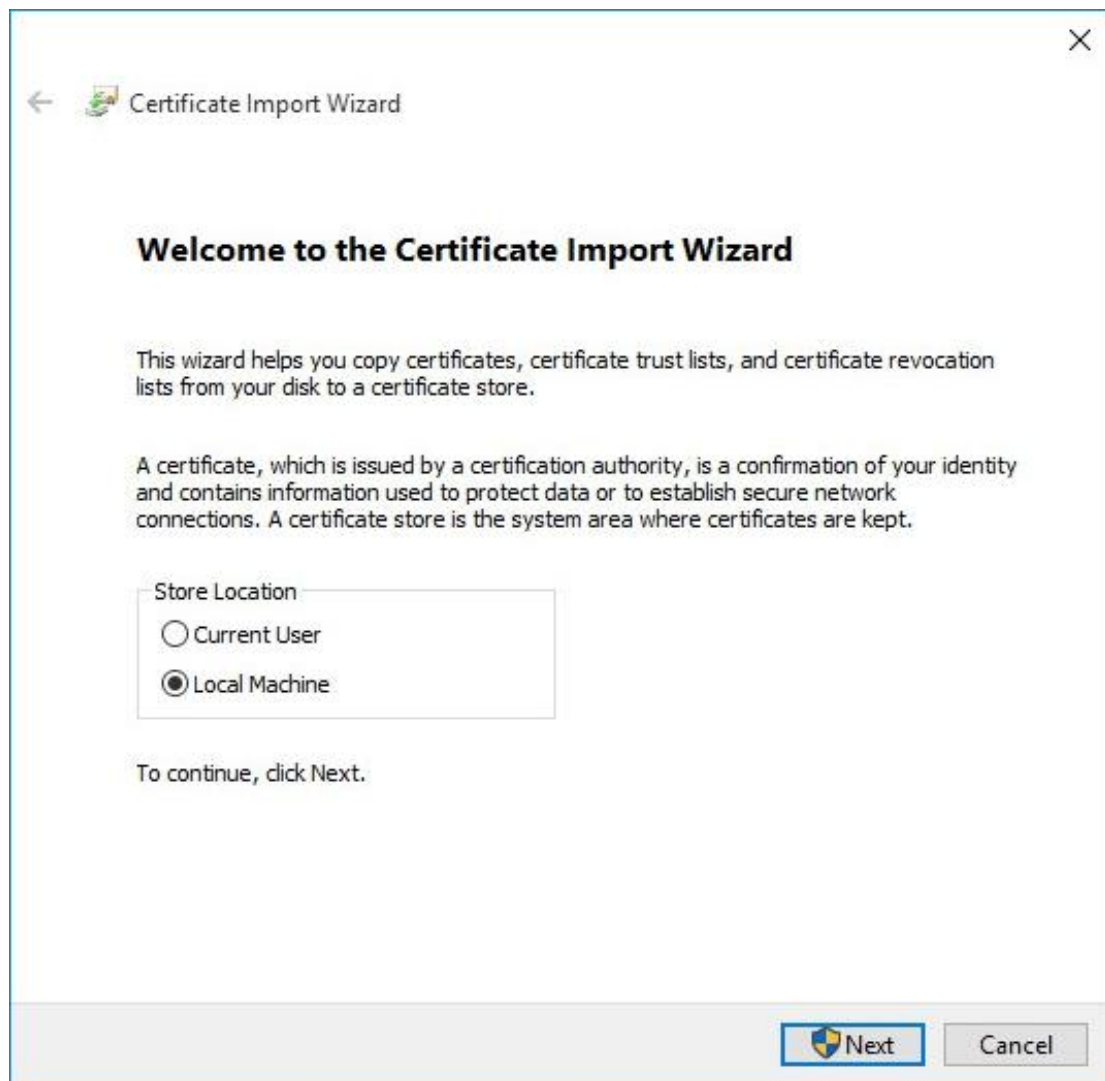 Certificate Import Wizard
Welcome to the Certificate Import Wizard
This wizard helps you copy certificates, certificate trust lists, and certificate revocation
lists from your disk to a certificate store.
A certificate, which is issued by a certification authority, is a confirmation of your identity
and contains information used to protect data or to establish secure network
connections. A certificate store is the system area where certificates are kept.
Store Location
Current User
Local Machine
To continue, click Next.
Next
Cancel